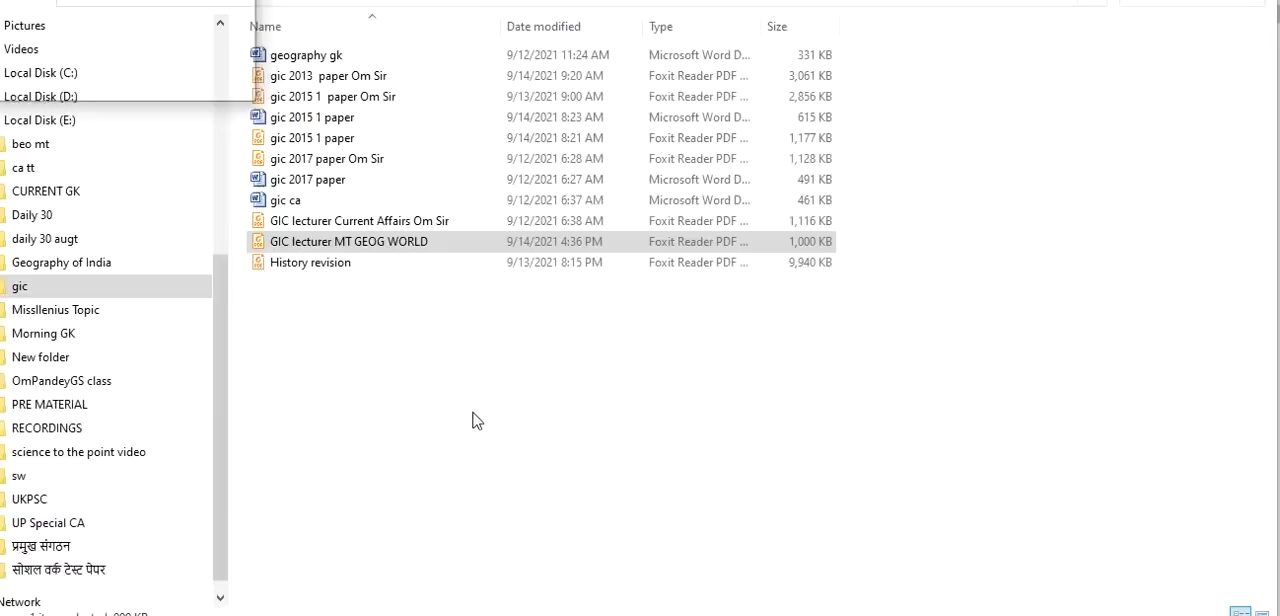 Pictures
Videos
Local Disk (C:)
Local Disk (D:)
Local Disk (E:)
beo mt
ca tt
CURRENT GK
Daily 30
daily 30 augt
Geography of India
gic
Missllenius Topic
Morning GK
New folder
OmPandeyGS class
PRE MATERIAL
RECORDINGS
science to the point video
sw
UKPSC
UP Special CA
प्रमुख संगठन
सोशल वर्क टेस्ट पेपर
Network
Name Date modified Type Size
geography gk 9/12/2021 11:24 AM Microsoft Word D... 331 KB
gic 2013 paper Om Sir 9/14/2021 9:20 AM Foxit Reader PDF ... 3,061 KB
gic 2015 1 paper Om Sir 9/13/2021 9:00 AM Foxit Reader PDF ... 2,856 KB
gic 2015 1 paper 9/14/2021 8:23 AM Microsoft Word D... 615 KB
gic 2015 1 paper 9/14/2021 8:21 AM Foxit Reader PDF ... 1,177 KB
gic 2017 paper Om Sir 9/12/2021 6:28 AM Foxit Reader PDF ... 1,128 KB
gic 2017 paper 9/12/2021 6:27 AM Microsoft Word D... 491 KB
gic ca 9/12/2021 6:37 AM Microsoft Word D... 461 KB
GIC lecturer Current Affairs Om Sir 9/12/2021 6:38 AM Foxit Reader PDF ... 1,116 KB
GIC lecturer MT GEOG WORLD 9/14/2021 4:36 PM Foxit Reader PDF ... 1,000 KB
History revision 9/13/2021 8:15 PM Foxit Reader PDF ... 9,940 KB